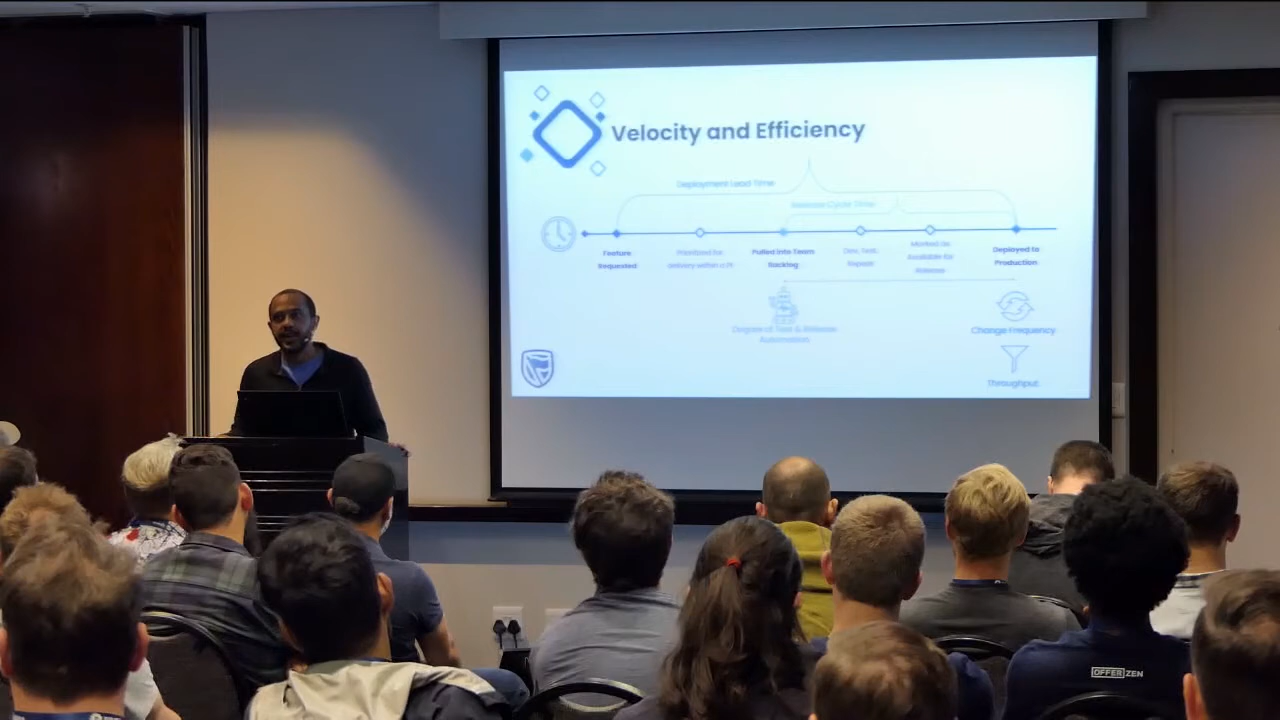 Velocity and Efficiency
Deployment Lead Time
Release Cycle Time
Feature
Requested
Prioritised for
delivery within a PI
Pulled into Team
Backlog
Dev, Test,
Repeat
Marked as
Available for
Release
Deployed to
Production
Degree of Test & Release
Automation
Change Frequency
Throughput
OFFERZEN